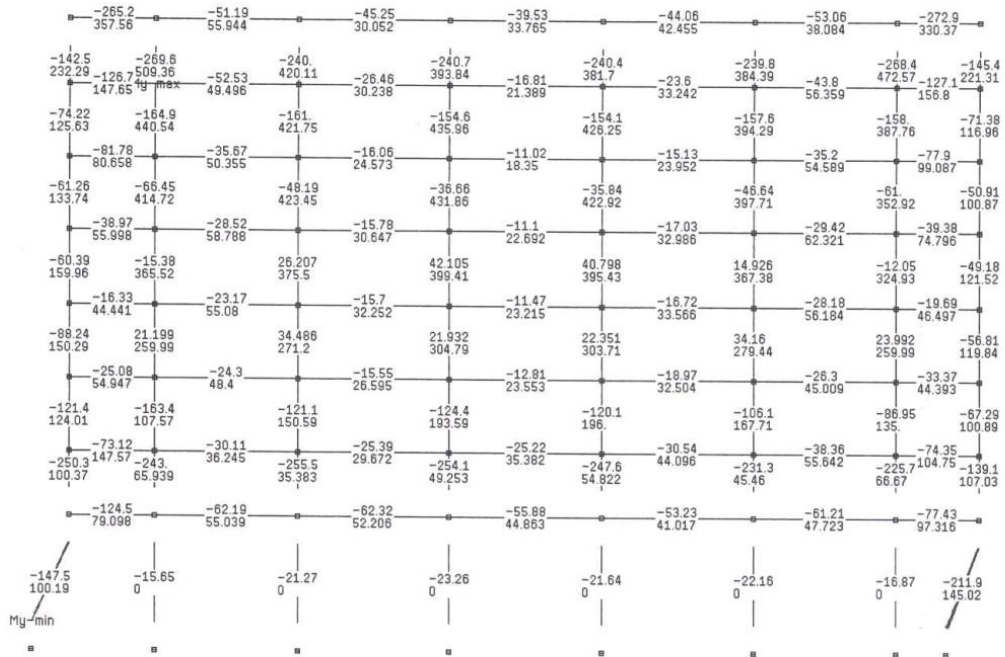 -265.2 -51.19 -45.25 -39.53 -44.06 -53.06 -272.9
357.56 55.944 30.052 33.765 42.455 38.084 330.37
-142.5 -269.6 -240. -240.7 -240.4 -239.8 -268.4 -145.4
232.29 509.36 420.11 393.84 381.7 384.39 472.57 221.31
-126.7 -52.53 -26.46 -16.81 -23.6 -43.8 -127.1
147.65 My max 49.496 30.238 21.389 33.242 56.359 156.8
-74.22 -164.9 -161. -154.6 -154.1 -157.6 -158. -71.38
125.63 440.54 421.75 435.96 426.25 394.29 387.76 116.96
-81.78 -35.67 -16.06 -11.02 -15.13 -35.2 -77.9
80.658 50.355 24.573 18.35 23.952 54.589 99.087
-61.26 -66.45 -48.19 -36.66 -35.84 -46.64 -61. -50.91
133.74 414.72 423.45 431.86 422.92 397.71 352.92 100.87
-38.97 -28.52 -15.78 -11.1 -17.03 -29.42 -39.38
55.998 58.788 30.647 22.692 32.986 62.321 74.796
-60.39 -15.38 26.207 42.105 40.798 14.926 -12.05 -49.18
159.96 365.52 375.5 399.41 395.43 367.38 324.93 121.52
-16.33 -23.17 -15.7 -11.47 -16.72 -28.18 -19.69
44.441 55.08 32.252 23.215 33.566 56.184 46.497
-88.24 21.199 34.486 21.932 22.351 34.16 23.992 -56.81
150.29 259.99 271.2 304.79 303.71 279.44 259.99 119.84
-25.08 -24.3 -15.55 -12.81 -18.97 -26.3 -33.37
54.947 48.4 26.595 23.553 32.504 45.009 44.393
-121.4 -163.4 -121.1 -124.4 -120.1 -106.1 -86.95 -67.29
124.01 107.57 150.59 193.59 196. 167.71 135. 100.89
-73.12 -30.11 -25.39 -25.22 -30.54 -38.36 -74.35
147.57 36.245 29.672 35.382 44.096 55.642 104.75
-250.3 -243. -255.5 -254.1 -247.6 -231.3 -225.7 -139.1
100.37 65.939 35.383 49.253 54.822 45.46 66.67 107.03
-124.5 -62.19 -62.32 -55.88 -53.23 -61.21 -77.43
79.098 55.039 52.206 44.863 41.017 47.723 97.316
-147.5 -15.65 -21.27 -23.26 -21.64 -22.16 -16.87 -211.9
100.19 0 0 0 0 0 0 145.02
My-min